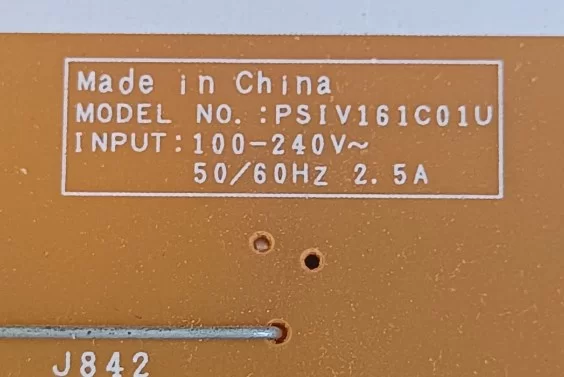 Made in China
MODEL NO.:PSIV161C01U
INPUT:100-240V~
50/60HZ 2.5A
J842